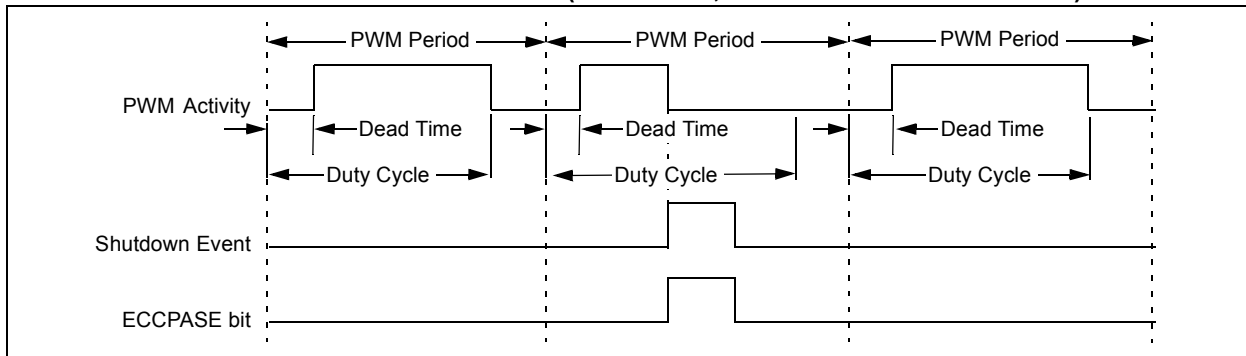 PWM Period PWM Period PWM Period
PWM Activity
Dead Time Dead Time Dead Time
Duty Cycle Duty Cycle Duty Cycle
Shutdown Event
ECCPASE bit